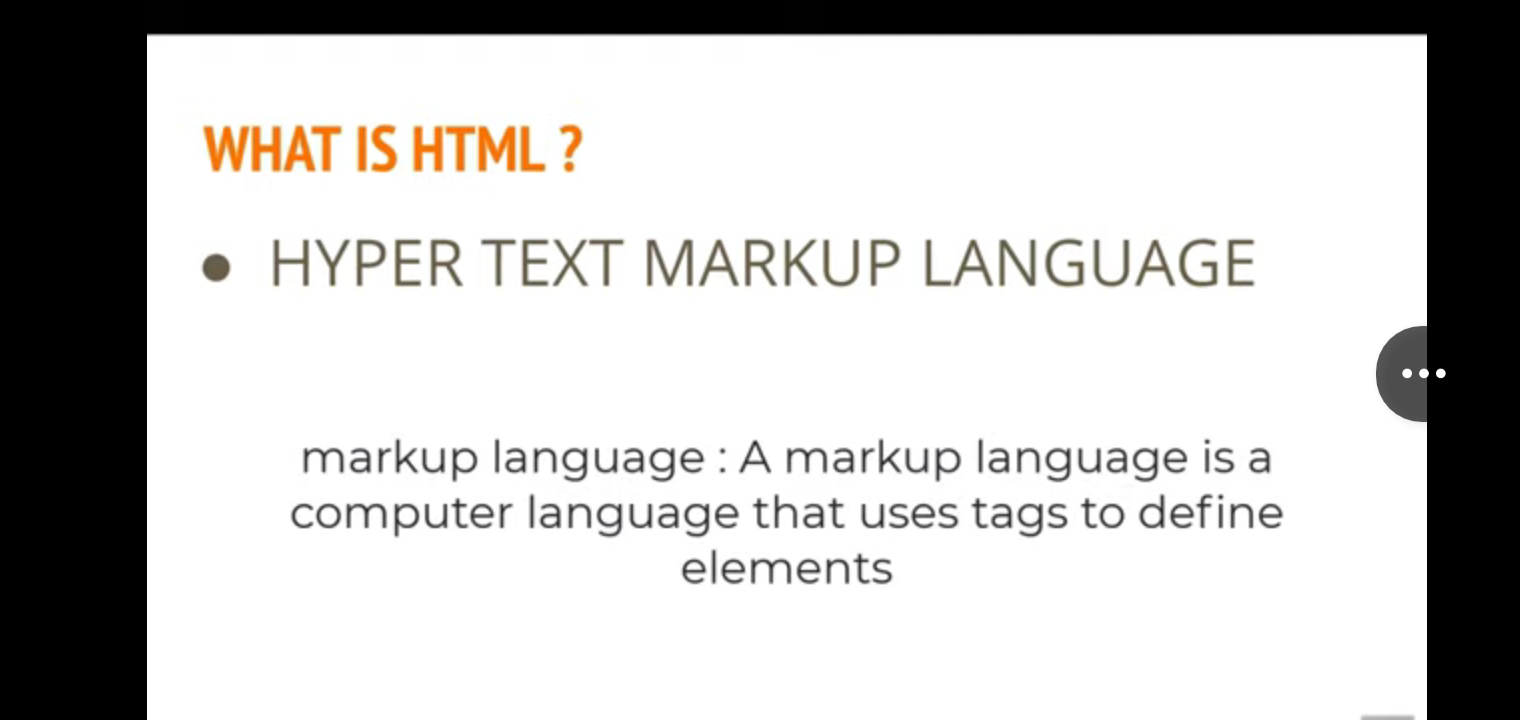 WHAT IS HTML ?
● HYPER TEXT MARKUP LANGUAGE
markup language : A markup language is a
computer language that uses tags to define
elements